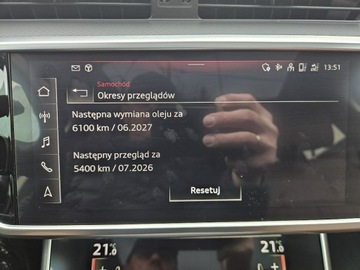 13:51
Samochód
Okresy przeglądów
Następna wymiana oleju za
6100 km / 06.2027
Następny przegląd za
5400 km / 07.2026
Resetuj
21
21